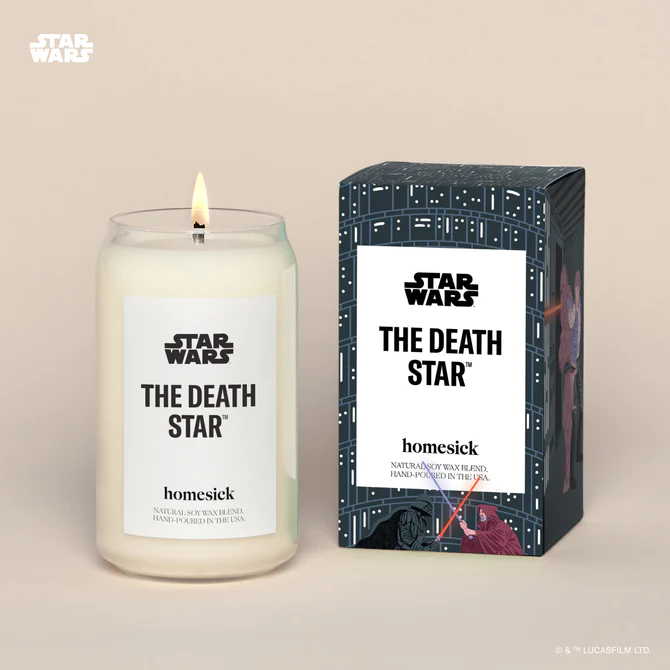 STAR
WARS
STAR
WARS
THE DEATH
STAR™
homesick
NATURAL SOY WAX BLEND,
HAND-POURED IN THE USA.
STAR
WARS
THE DEATH
STAR™
homesick
NATURAL SOY WAX BLEND,
HAND-POURED IN THE USA.
© & ™ LUCASFILM LTD.